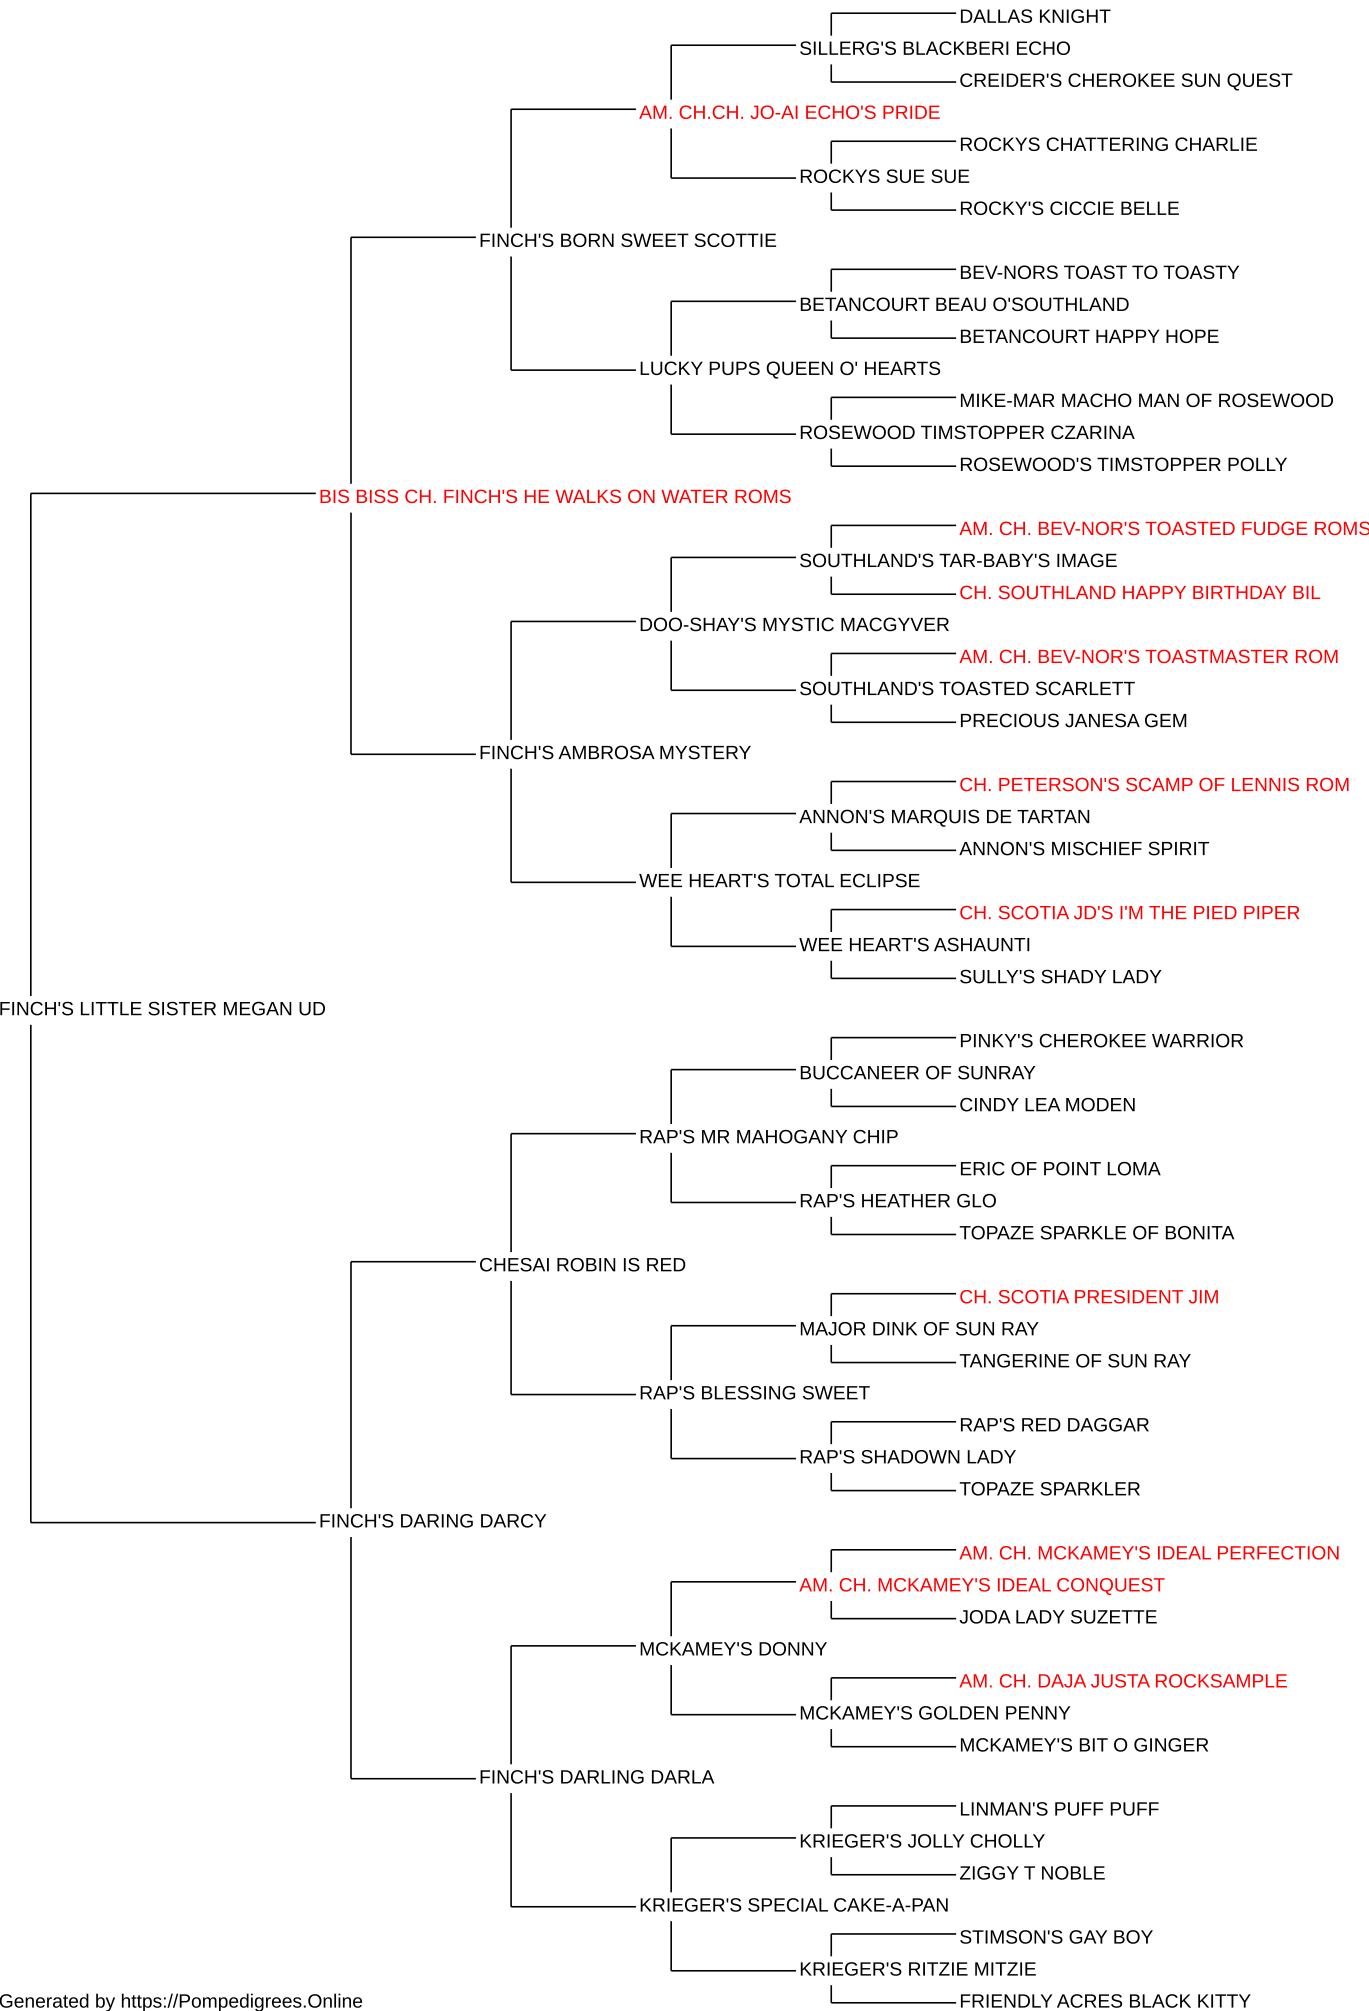 DALLAS KNIGHT
SILLERG'S BLACKBERI ECHO
CREIDER'S CHEROKEE SUN QUEST
AM. CH.CH. JO-AI ECHO'S PRIDE
ROCKYS CHATTERING CHARLIE
ROCKYS SUE SUE
ROCKY'S CICCIE BELLE
FINCH'S BORN SWEET SCOTTIE
BEV-NORS TOAST TO TOASTY
BETANCOURT BEAU O'SOUTHLAND
BETANCOURT HAPPY HOPE
LUCKY PUPS QUEEN O' HEARTS
MIKE-MAR MACHO MAN OF ROSEWOOD
ROSEWOOD TIMSTOPPER CZARINA
ROSEWOOD'S TIMSTOPPER POLLY
BIS BISS CH. FINCH'S HE WALKS ON WATER ROMS
AM. CH. BEV-NOR'S TOASTED FUDGE ROMS
SOUTHLAND'S TAR-BABY'S IMAGE
CH. SOUTHLAND HAPPY BIRTHDAY BIL
DOO-SHAY'S MYSTIC MACGYVER
AM. CH. BEV-NOR'S TOASTMASTER ROM
SOUTHLAND'S TOASTED SCARLETT
PRECIOUS JANESA GEM
FINCH'S AMBROSA MYSTERY
CH. PETERSON'S SCAMP OF LENNIS ROM
ANNON'S MARQUIS DE TARTAN
ANNON'S MISCHIEF SPIRIT
WEE HEART'S TOTAL ECLIPSE
CH. SCOTIA JD'S I'M THE PIED PIPER
WEE HEART'S ASHAUNTI
SULLY'S SHADY LADY
FINCH'S LITTLE SISTER MEGAN UD
PINKY'S CHEROKEE WARRIOR
BUCCANEER OF SUNRAY
CINDY LEA MODEN
RAP'S MR MAHOGANY CHIP
ERIC OF POINT LOMA
RAP'S HEATHER GLO
TOPAZE SPARKLE OF BONITA
CHESAI ROBIN IS RED
CH. SCOTIA PRESIDENT JIM
MAJOR DINK OF SUN RAY
TANGERINE OF SUN RAY
RAP'S BLESSING SWEET
RAP'S RED DAGGAR
RAP'S SHADOWN LADY
TOPAZE SPARKLER
FINCH'S DARING DARCY
AM. CH. MCKAMEY'S IDEAL PERFECTION
AM. CH. MCKAMEY'S IDEAL CONQUEST
JODA LADY SUZETTE
MCKAMEY'S DONNY
AM. CH. DAJA JUSTA ROCKSAMPLE
MCKAMEY'S GOLDEN PENNY
MCKAMEY'S BIT O GINGER
FINCH'S DARLING DARLA
LINMAN'S PUFF PUFF
KRIEGER'S JOLLY CHOLLY
ZIGGY T NOBLE
KRIEGER'S SPECIAL CAKE-A-PAN
STIMSON'S GAY BOY
KRIEGER'S RITZIE MITZIE
FRIENDLY ACRES BLACK KITTY
Generated by https://Pompedigrees.Online